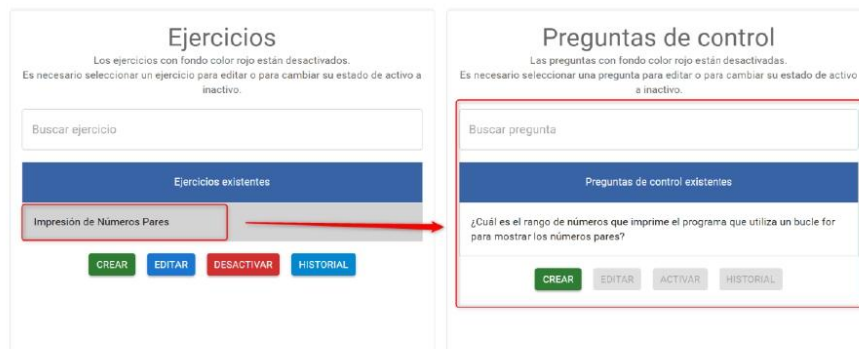 Ejercicios
Los ejercicios con fondo color rojo están desactivados.
Es necesario seleccionar un ejercicio para editar o para cambiar su estado de activo a
inactivo.
Buscar ejercicio
Ejercicios existentes
Impresión de Números Pares
CREAR EDITAR DESACTIVAR HISTORIAL
Preguntas de control
Las preguntas con fondo color rojo están desactivadas.
Es necesario seleccionar una pregunta para editar o para cambiar su estado de activo
a inactivo.
Buscar pregunta
Preguntas de control existentes
¿Cuál es el rango de números que imprime el programa que utiliza un bucle for
para mostrar los números pares?
CREAR EDITAR ACTIVAR HISTORIAL